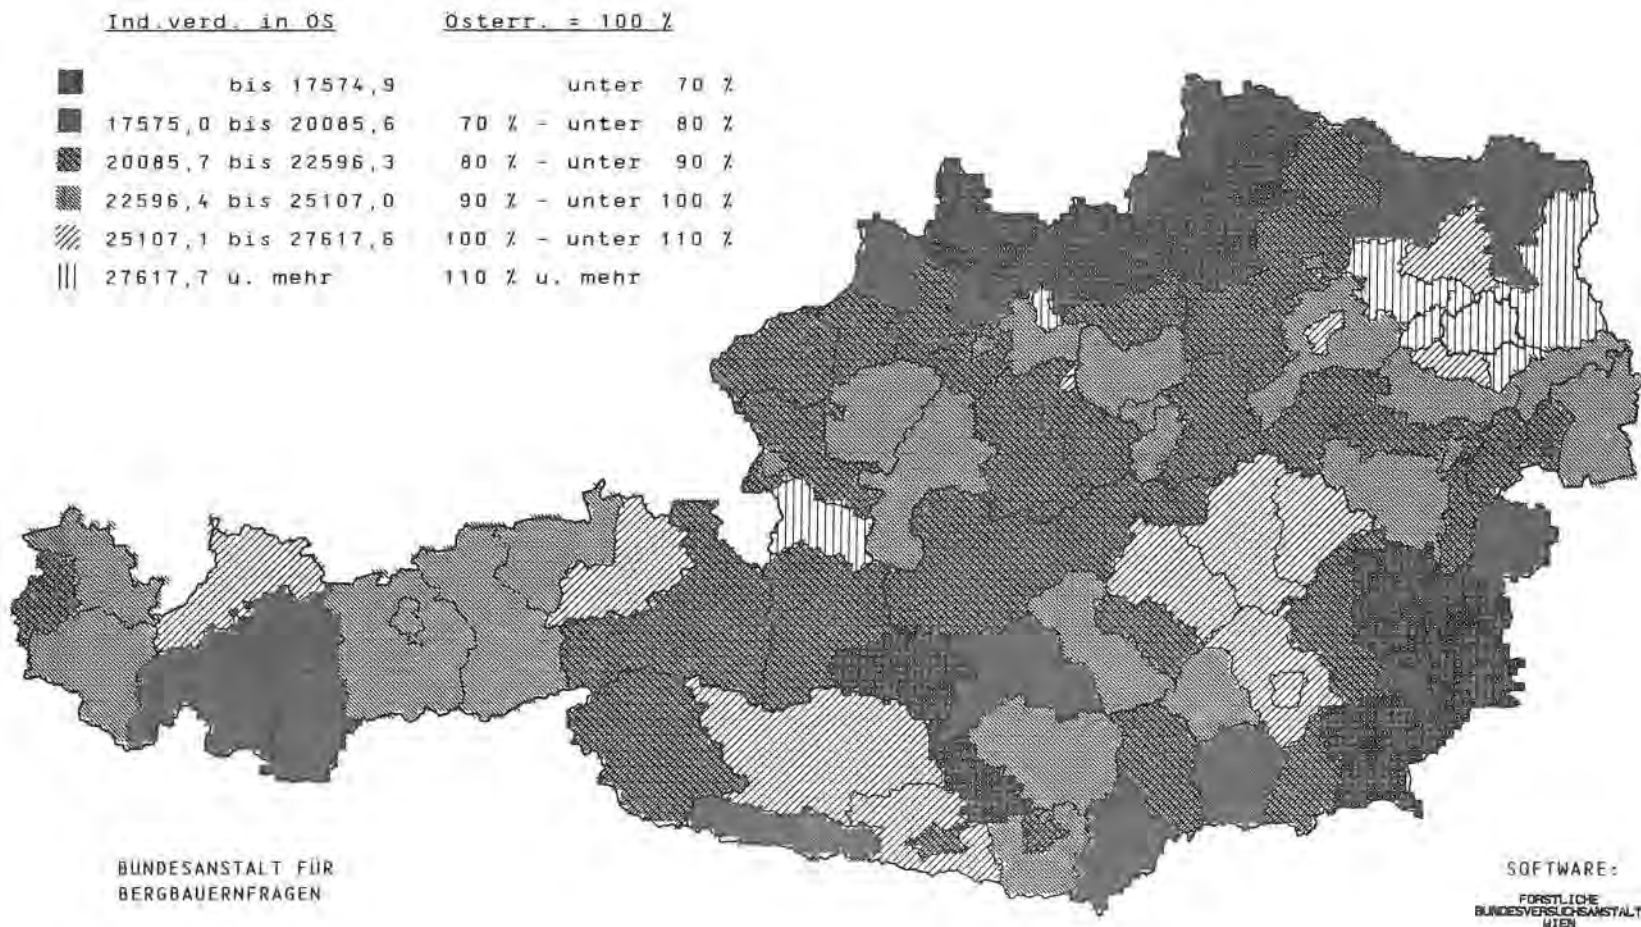 Ind.verd. in ÖS Österr. = 100 %
bis 17574,9 unter 70 %
17575,0 bis 20085,6 70 % - unter 80 %
20085,7 bis 22596,3 80 % - unter 90 %
22596,4 bis 25107,0 90 % - unter 100 %
25107,1 bis 27617,6 100 % - unter 110 %
27617,7 u. mehr 110 % u. mehr
BUNDESANSTALT FÜR
BERGBAUERNFRAGEN
SOFTWARE:
FORSTLICHE
BUNDESVERSUCHSANSTALT
WIEN